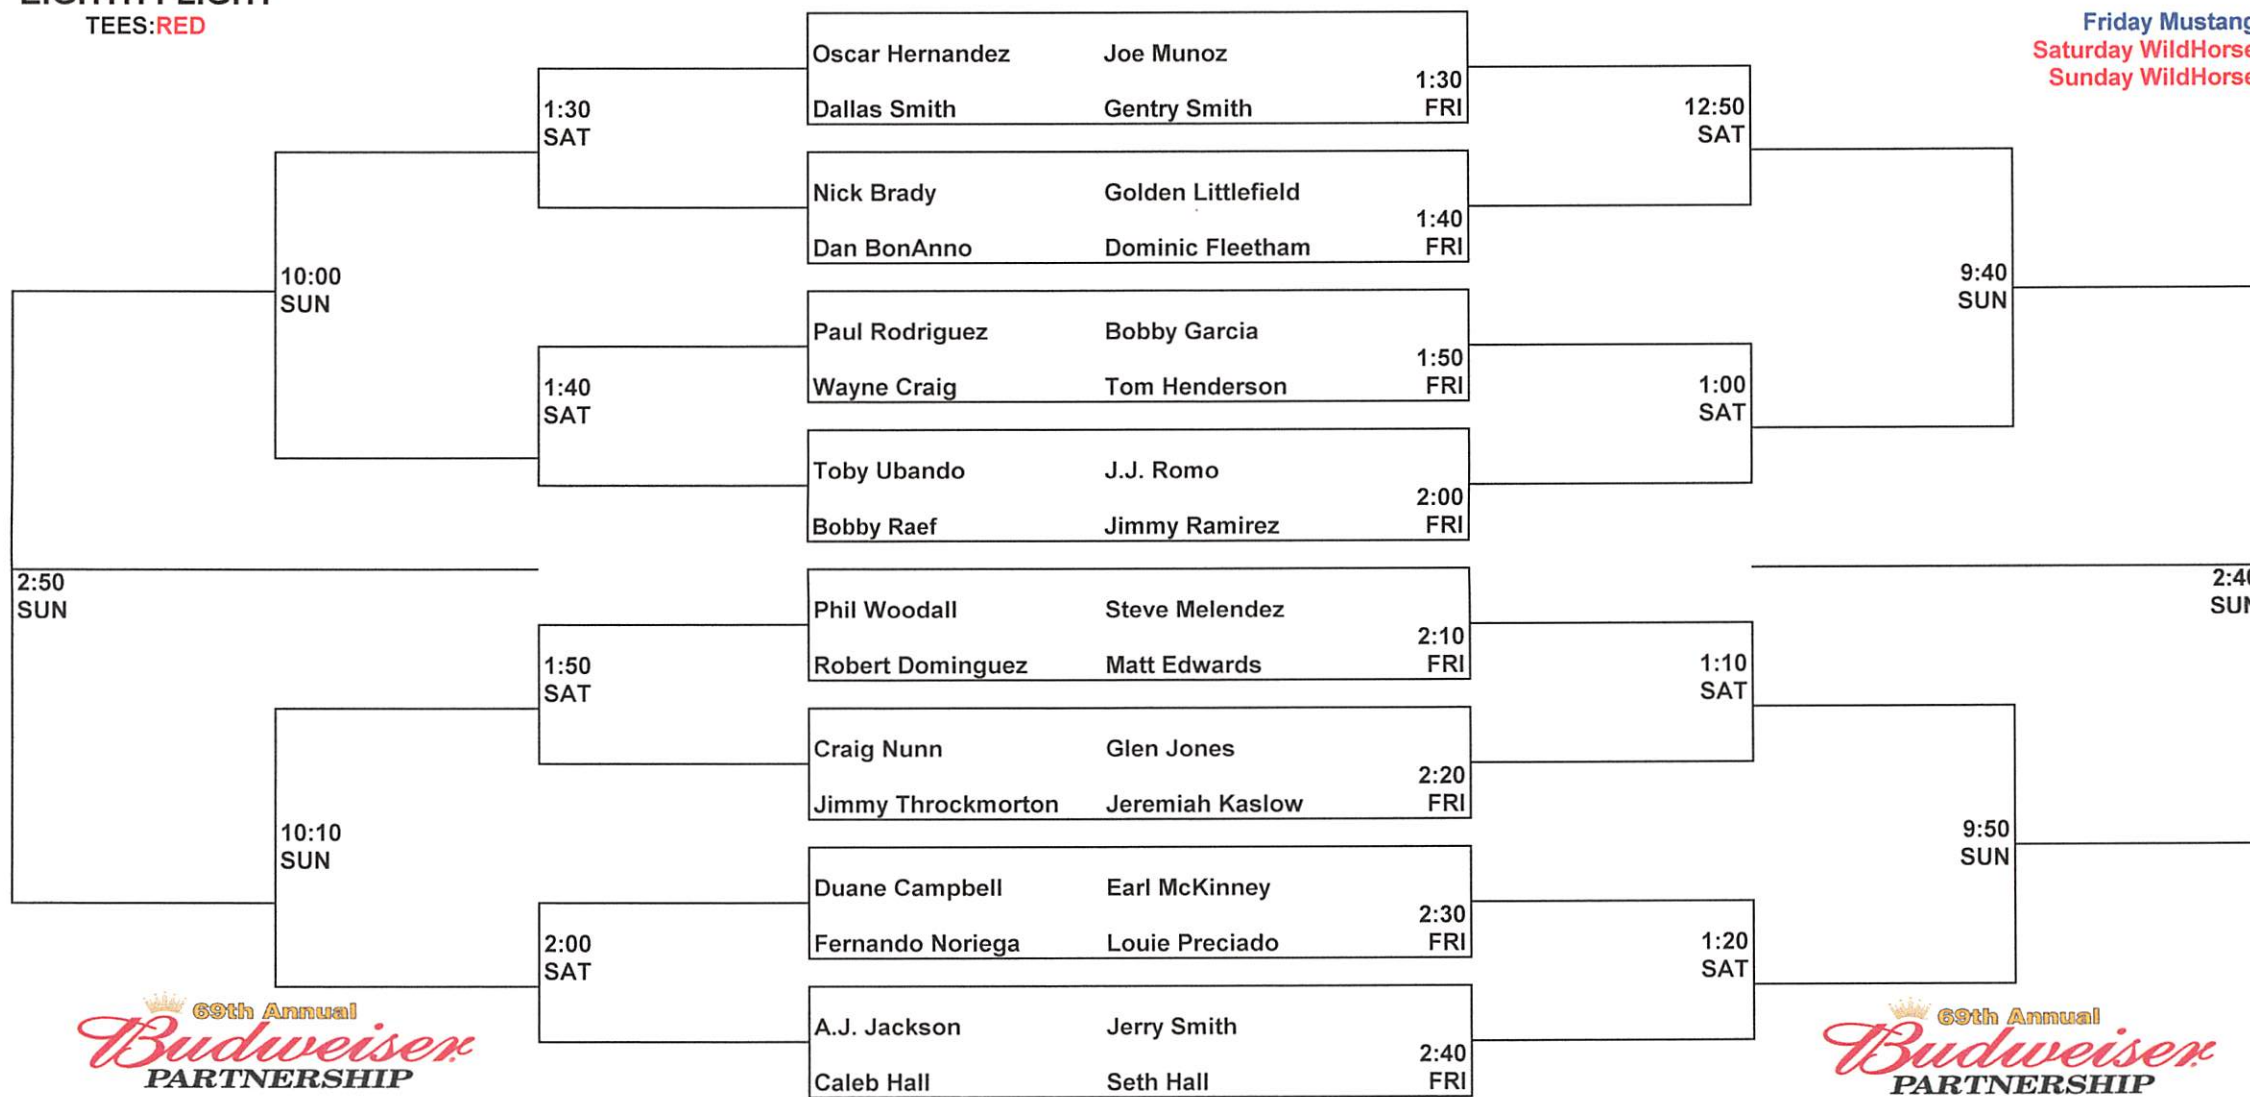 TEES:RED
Friday Mustang
Saturday WildHorse
Sunday WildHorse
Oscar Hernandez Joe Munoz
1:30
Dallas Smith Gentry Smith FRI
1:30
SAT
12:50
SAT
Nick Brady Golden Littlefield
1:40
Dan BonAnno Dominic Fleetham FRI
10:00
SUN
9:40
SUN
Paul Rodriguez Bobby Garcia
1:50
Wayne Craig Tom Henderson FRI
1:40
SAT
1:00
SAT
Toby Ubando J.J. Romo
2:00
Bobby Raef Jimmy Ramirez FRI
2:50
SUN
2:40
SUN
Phil Woodall Steve Melendez
2:10
Robert Dominguez Matt Edwards FRI
1:50
SAT
1:10
SAT
Craig Nunn Glen Jones
2:20
Jimmy Throckmorton Jeremiah Kaslow FRI
10:10
SUN
9:50
SUN
Duane Campbell Earl McKinney
2:30
Fernando Noriega Louie Preciado FRI
2:00
SAT
1:20
SAT
A.J. Jackson Jerry Smith
2:40
Caleb Hall Seth Hall FRI
69th Annual
Budweiser
PARTNERSHIP
69th Annual
Budweiser
PARTNERSHIP